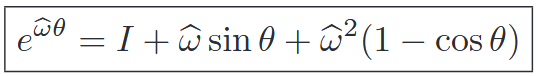 $e^{\widehat{\omega}\theta} = I + \widehat{\omega} \sin \theta + \widehat{\omega}^2 (1 - \cos \theta)$